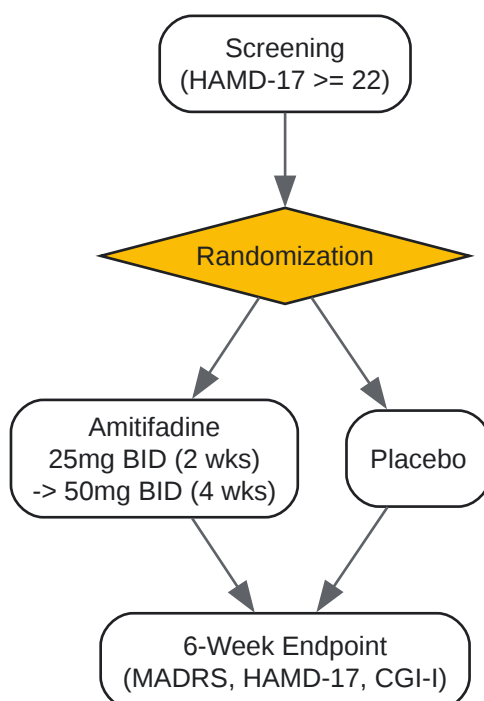 Screening
(HAMD-17 >= 22)
Randomization
Amitifadine
25mg BID (2 wks)
-> 50mg BID (4 wks)
Placebo
6-Week Endpoint
(MADRS, HAMD-17, CGI-I)